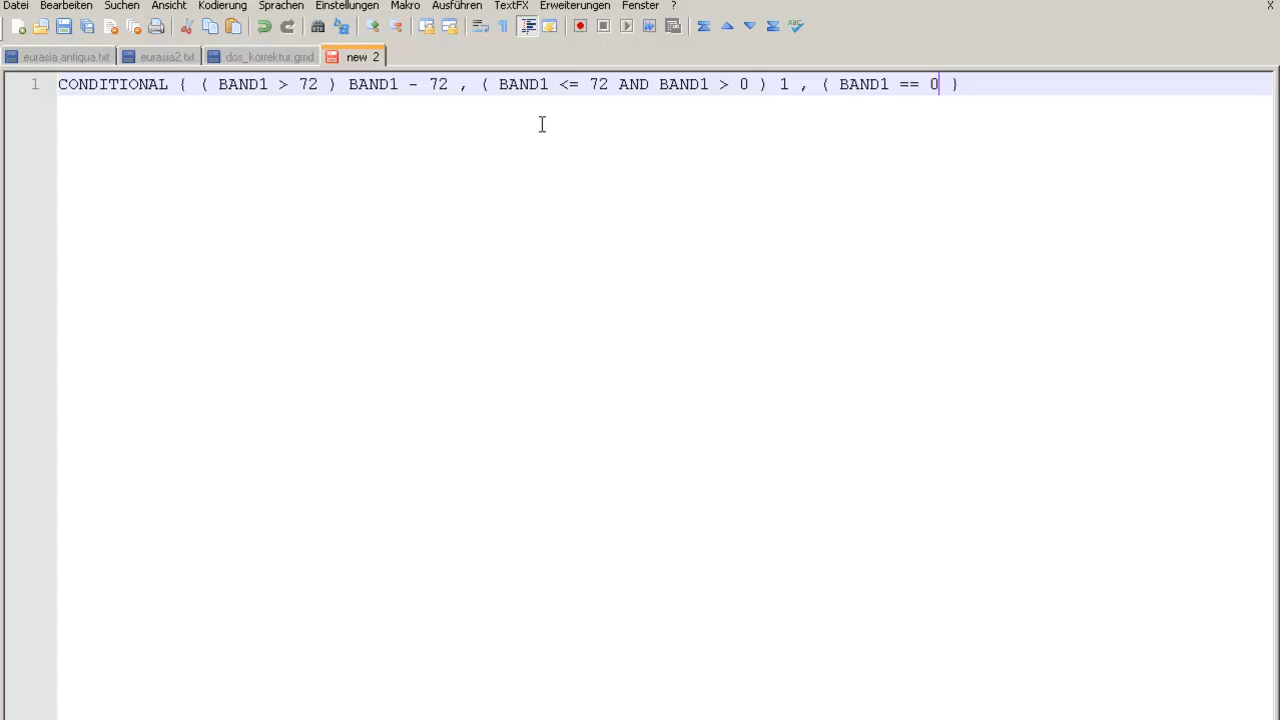 Datei Bearbeiten Suchen Ansicht Kodierung Sprachen Einstellungen Makro Ausführen TextFX Erweiterungen Fenster ? X
eurasia antiqua.txt eurasia2.txt dos_korrektur.gmd new 2
1 CONDITIONAL { ( BAND1 > 72 ) BAND1 - 72 , ( BAND1 <= 72 AND BAND1 > 0 ) 1 , ( BAND1 == 0 }